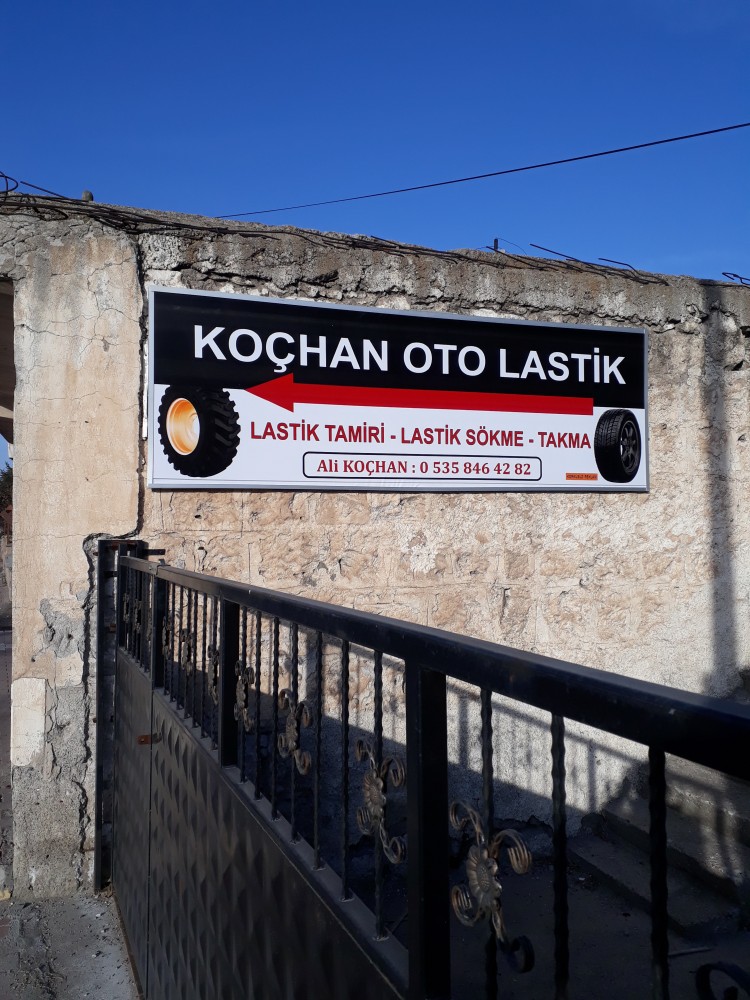 KOÇHAN OTO LASTİK
LASTİK TAMİRİ - LASTİK SÖKME - TAKMA
Ali KOÇHAN : 0 535 846 42 82